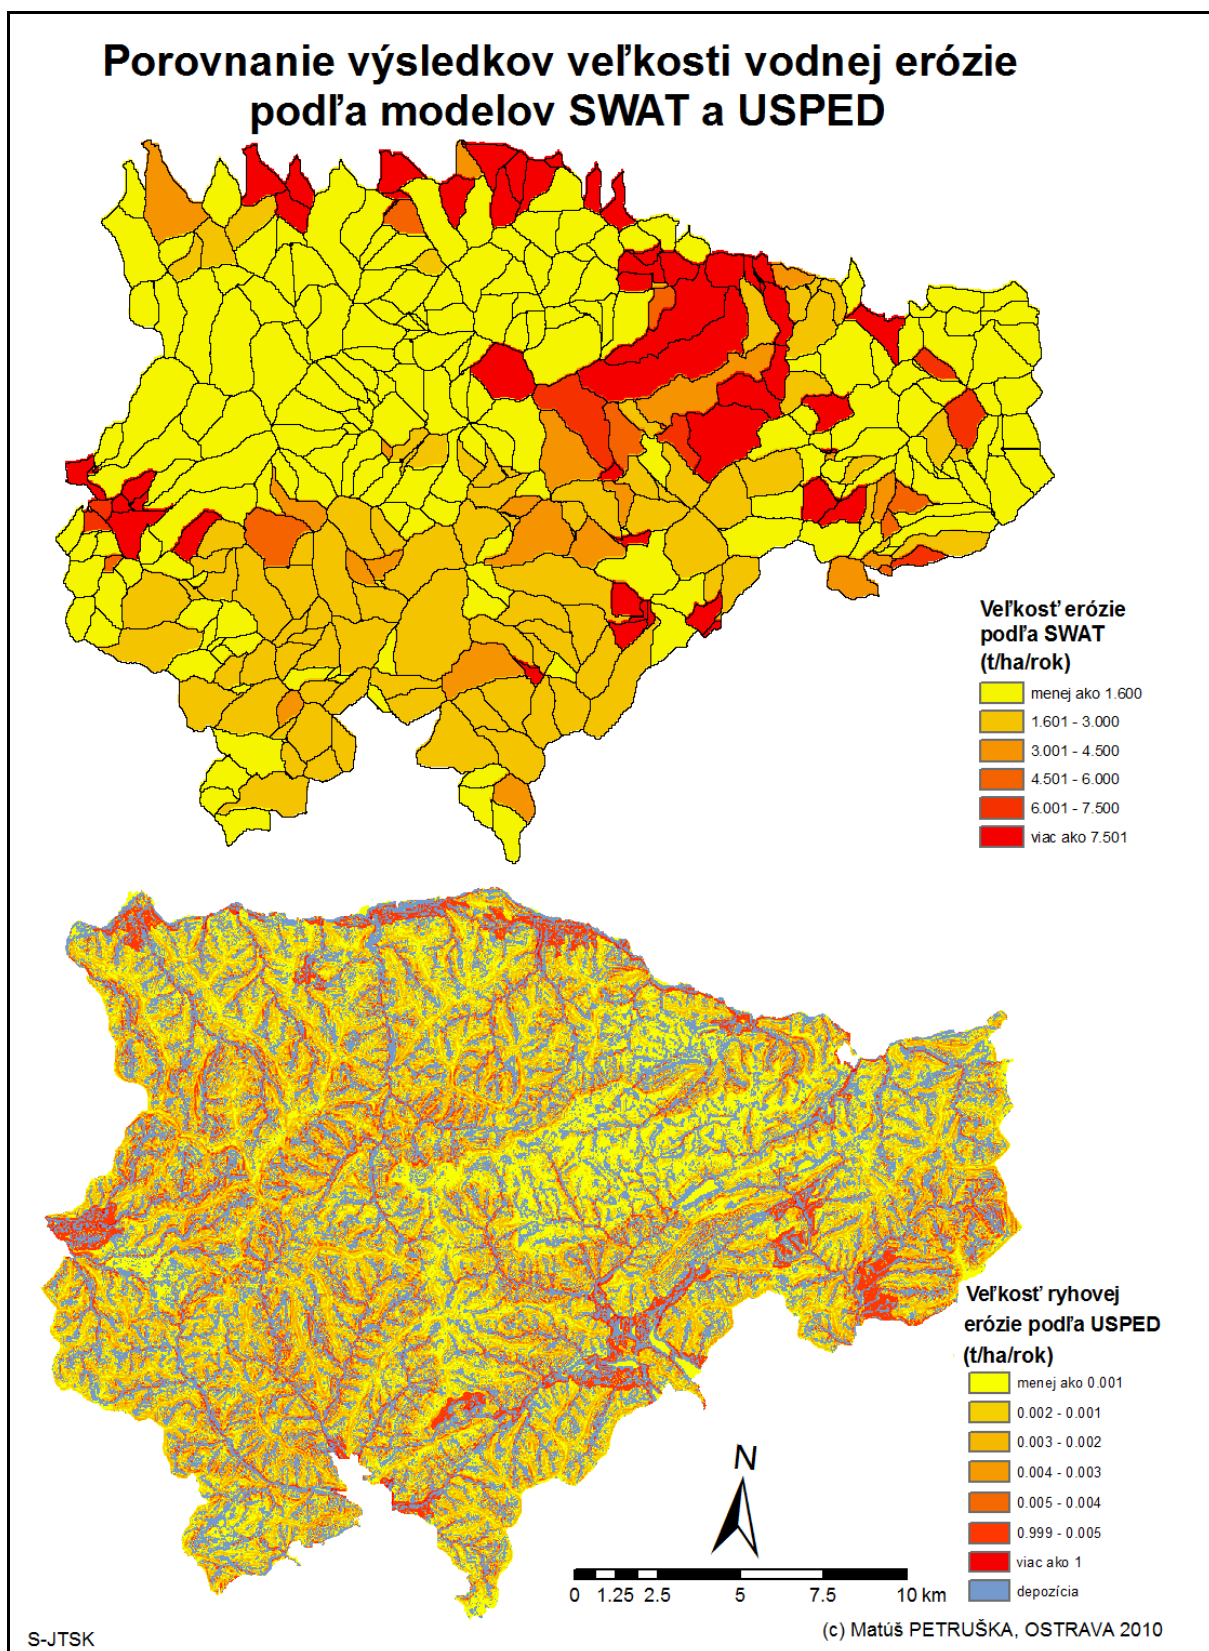 Porovnanie výsledkov veľkosti vodnej erózie
podľa modelov SWAT a USPED
Veľkosť erózie
podľa SWAT
(t/ha/rok)
menej ako 1.600
1.601 - 3.000
3.001 - 4.500
4.501 - 6.000
6.001 - 7.500
viac ako 7.501
Veľkosť ryhovej
erózie podľa USPED
(t/ha/rok)
menej ako 0.001
0.002 - 0.001
0.003 - 0.002
0.004 - 0.003
0.005 - 0.004
0.999 - 0.005
viac ako 1
depozícia
N
0 1.25 2.5 5 7.5 10 km
S-JTSK
(c) Matúš PETRUŠKA, OSTRAVA 2010